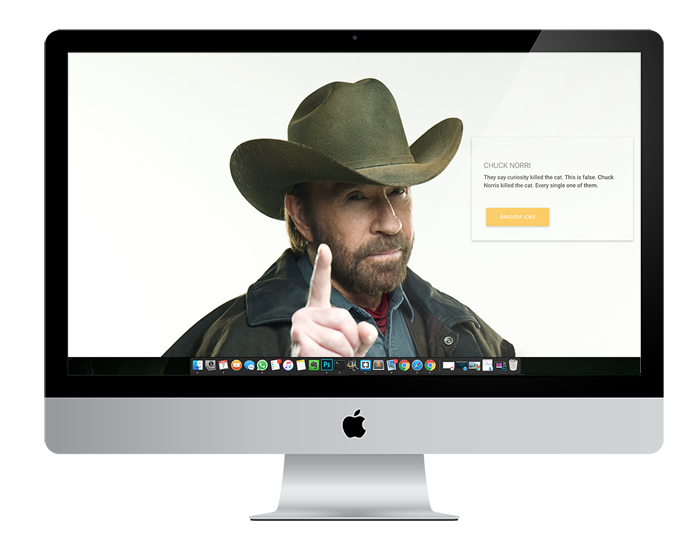 CHUCK NORRI
They say curiosity killed the cat. This is false. Chuck
Norris killed the cat. Every single one of them.
RANDOM JOKE
Ps